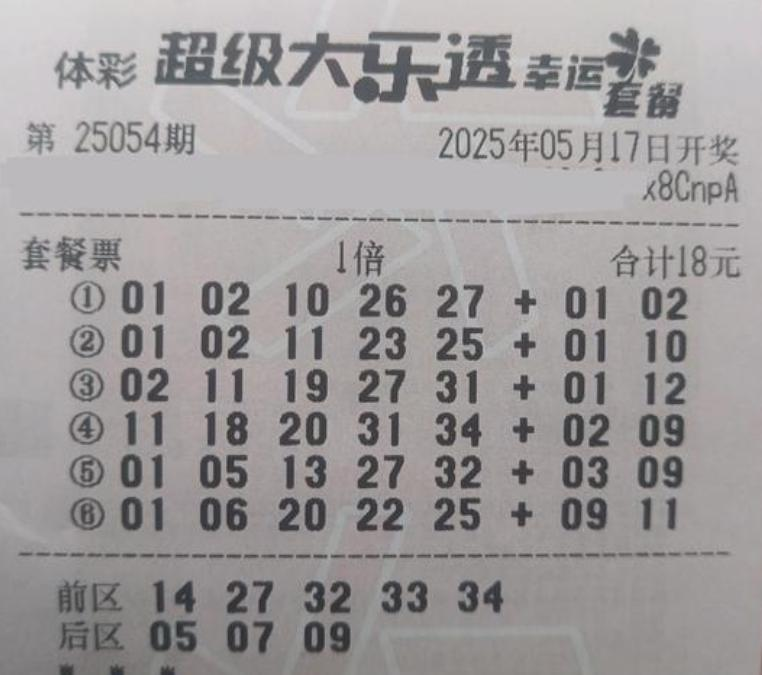 体彩 超级大乐透 幸运套餐
第 25054期 2025年05月17日开奖
x8CnpA
套餐票 1倍 合计18元
① 01 02 10 26 27 + 01 02
② 01 02 11 23 25 + 01 10
③ 02 11 19 27 31 + 01 12
④ 11 18 20 31 34 + 02 09
⑤ 01 05 13 27 32 + 03 09
⑥ 01 06 20 22 25 + 09 11
前区 14 27 32 33 34
后区 05 07 09